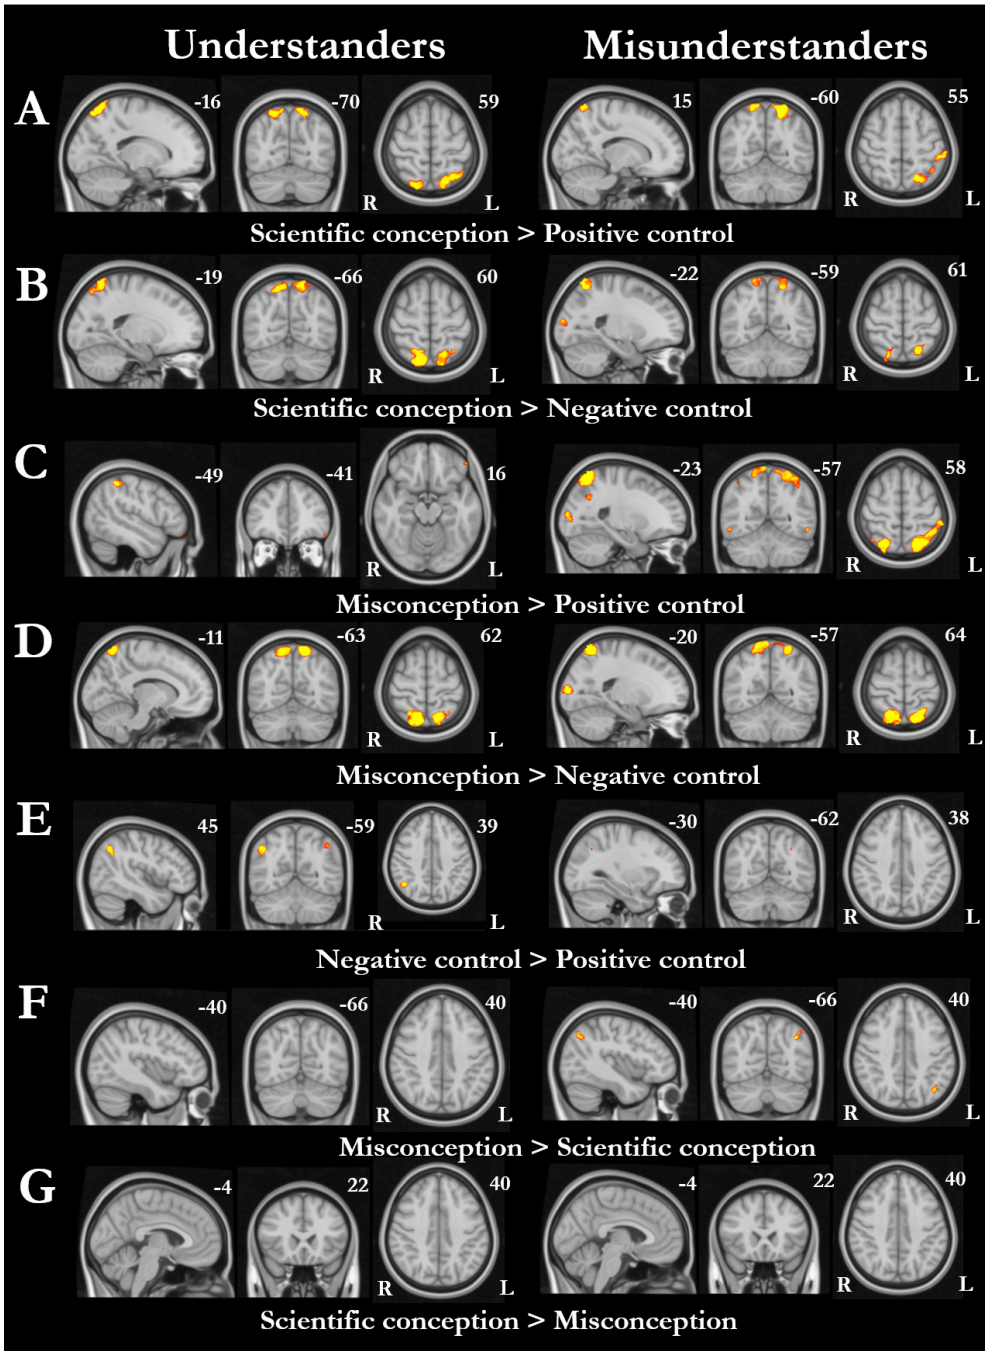 Understanders Misunderstanders
A -16 -70 59 15 -60 55
R L R L
Scientific conception > Positive control
B -19 -66 60 -22 -59 61
R L R L
Scientific conception > Negative control
C -49 -41 16 -23 -57 58
R L R L
Misconception > Positive control
D -11 -63 62 -20 -57 64
R L R L
Misconception > Negative control
E 45 -59 39 -30 -62 38
R L R L
Negative control > Positive control
F -40 -66 40 -40 -66 40
R L R L
Misconception > Scientific conception
G -4 22 40 -4 22 40
R L R L
Scientific conception > Misconception